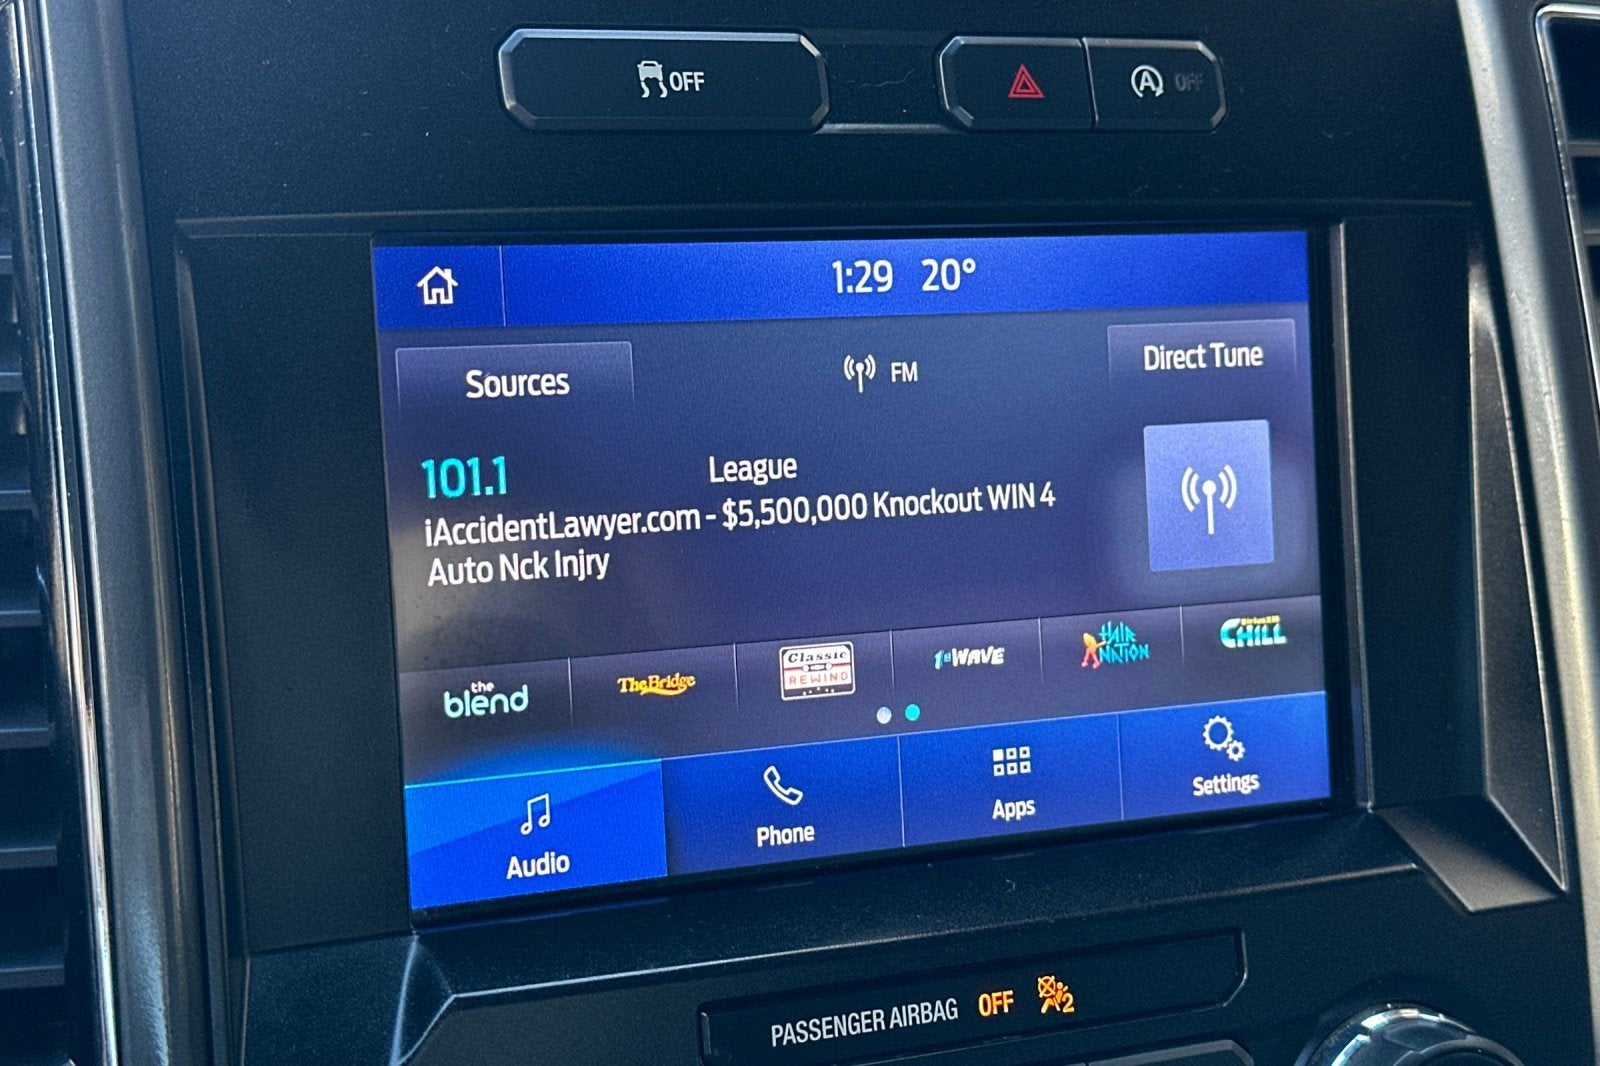 OFF
A OFF
1:29 20°
Sources
FM
Direct Tune
101.1
League
iAccidentLawyer.com - $5,500,000 Knockout WIN 4
Auto Nck Injry
the
blend
The Bridge
Classic
REWIND
1st WAVE
HAIR
NATION
SiriusXM
CHILL
Audio
Phone
Apps
Settings
PASSENGER AIRBAG OFF 2